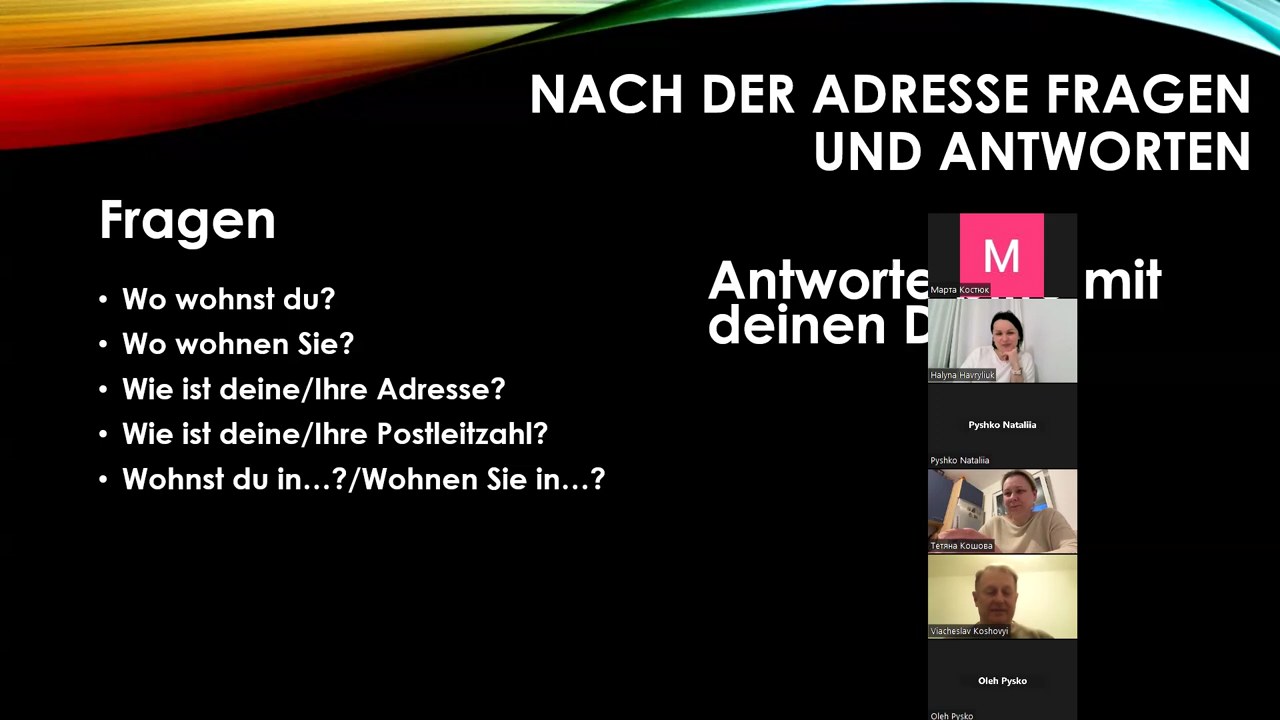 NACH DER ADRESSE FRAGEN
UND ANTWORTEN
Fragen
• Wo wohnst du?
• Wo wohnen Sie?
• Wie ist deine/Ihre Adresse?
• Wie ist deine/Ihre Postleitzahl?
• Wohnst du in...?/Wohnen Sie in...?
mit
deinen
M
Марта Костюк
Halyna Havryliuk
Pyshko Nataliia
Pyshko Nataliia
Тетяна Кошова
Viacheslav Koshovyi
Oleh Pysko
Oleh Pysko